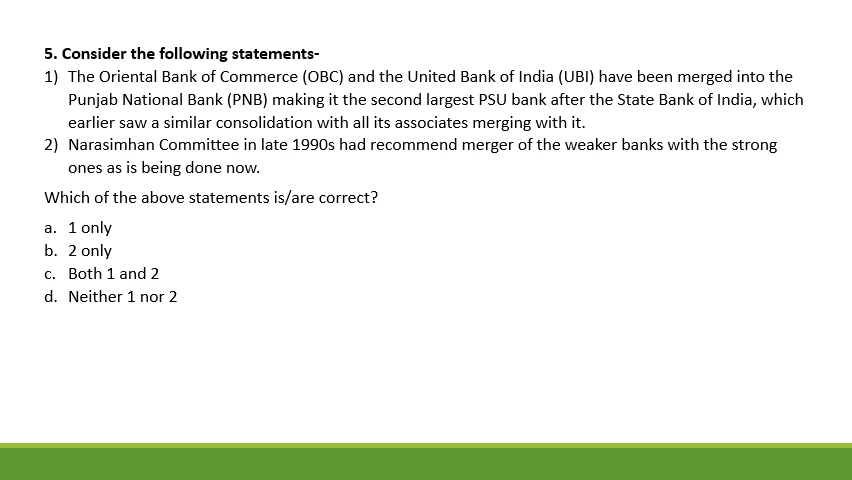 5. Consider the following statements-
1) The Oriental Bank of Commerce (OBC) and the United Bank of India (UBI) have been merged into the
Punjab National Bank (PNB) making it the second largest PSU bank after the State Bank of India, which
earlier saw a similar consolidation with all its associates merging with it.
2) Narasimhan Committee in late 1990s had recommend merger of the weaker banks with the strong
ones as is being done now.
Which of the above statements is/are correct?
a. 1 only
b. 2 only
c. Both 1 and 2
d. Neither 1 nor 2